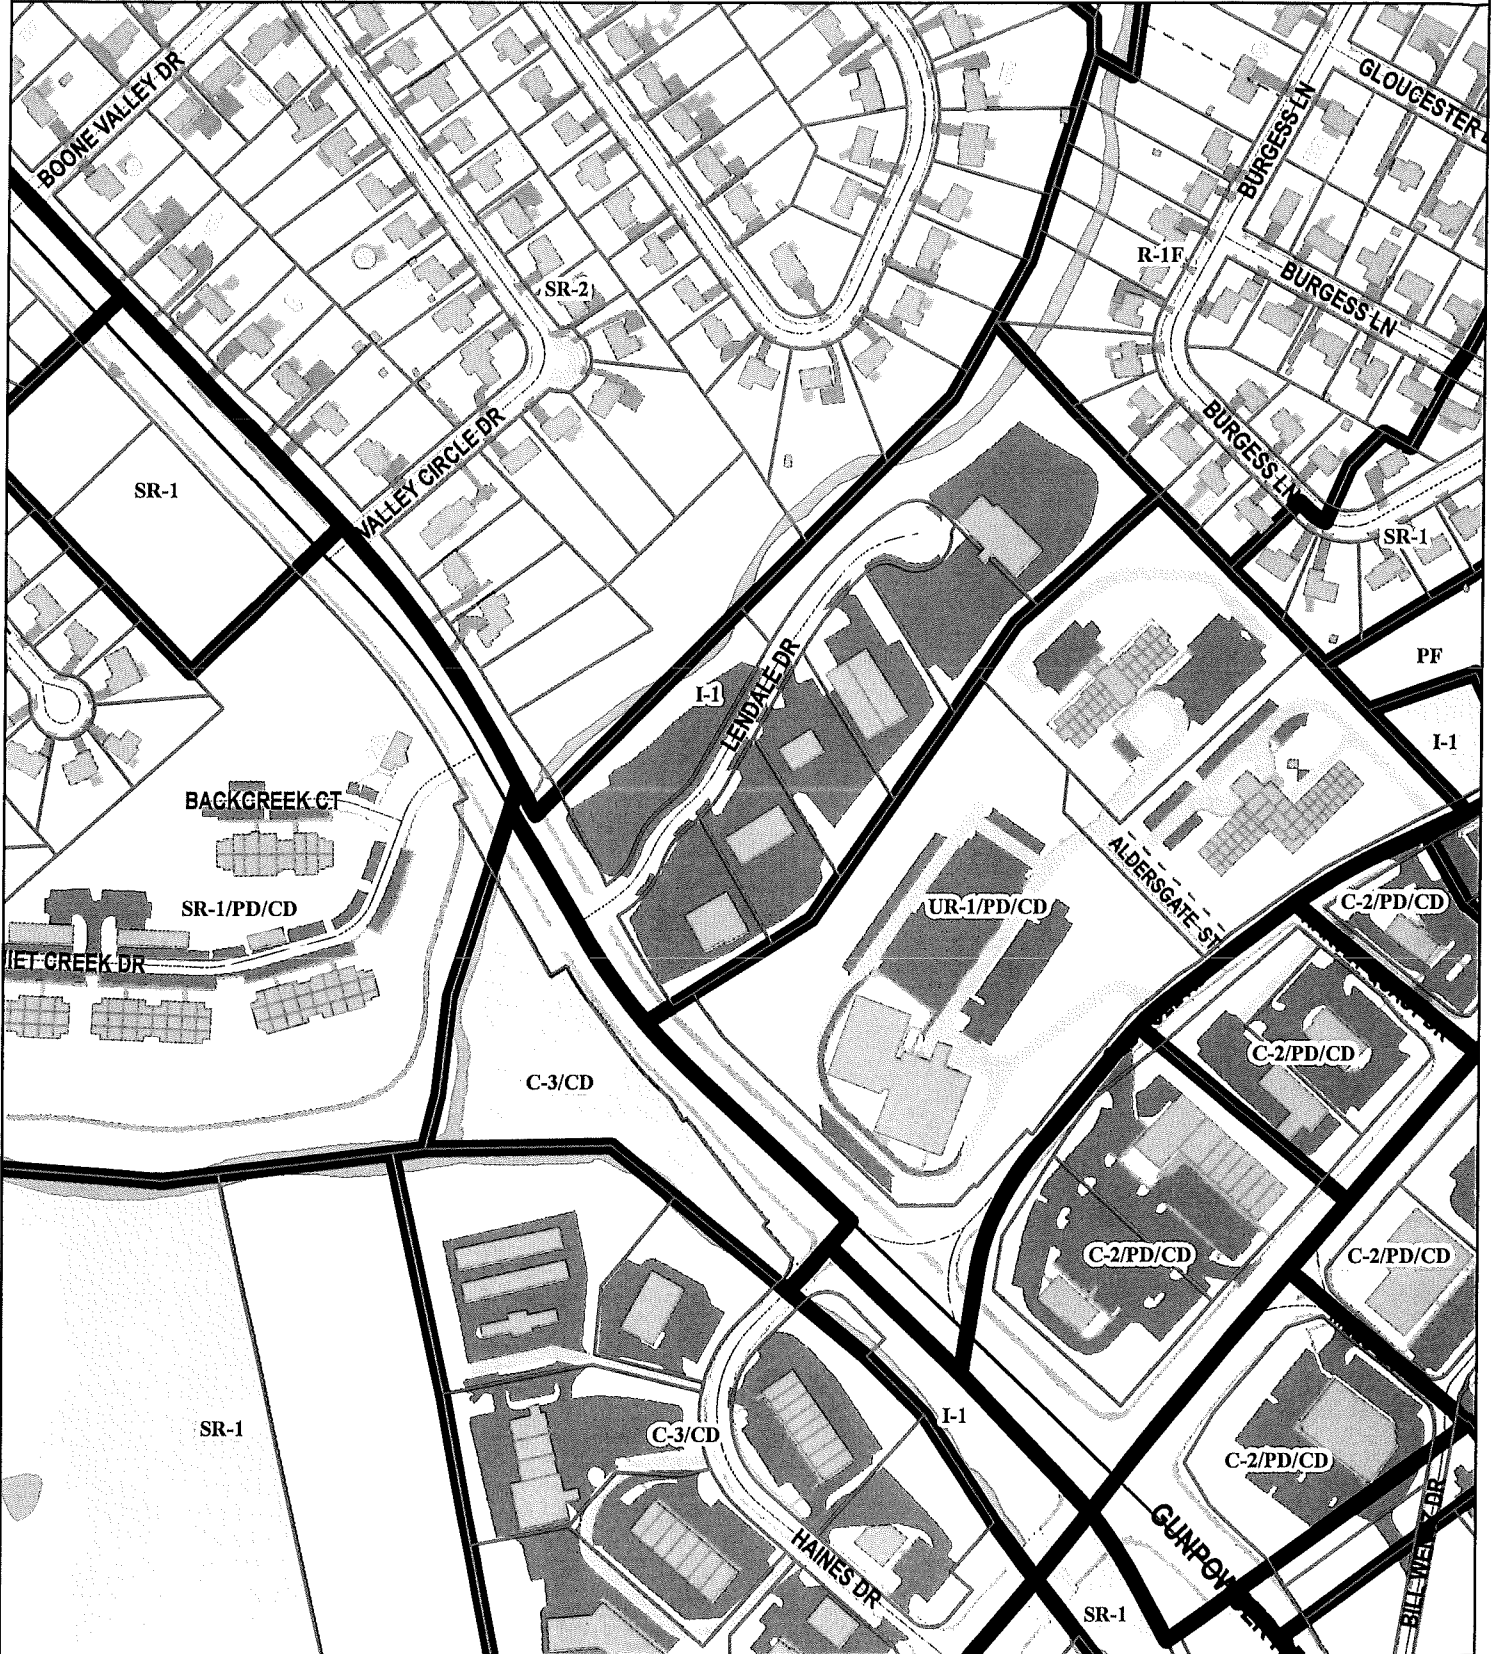 BOONE VALLEY DR
GLOUCESTER
BURGESS LN
R-1F
BURGESS LN
SR-2
BURGESS LN
VALLEY CIRCLE DR
SR-1
SR-1
PF
I-1
LENDALE DR
I-1
BACKCREEK CT
ALDERSGATE ST
SR-1/PD/CD
UR-1/PD/CD
C-2/PD/CD
CREEK DR
C-2/PD/CD
C-3/CD
C-2/PD/CD
C-2/PD/CD
SR-1
C-3/CD
I-1
C-2/PD/CD
HAINES DR
SR-1